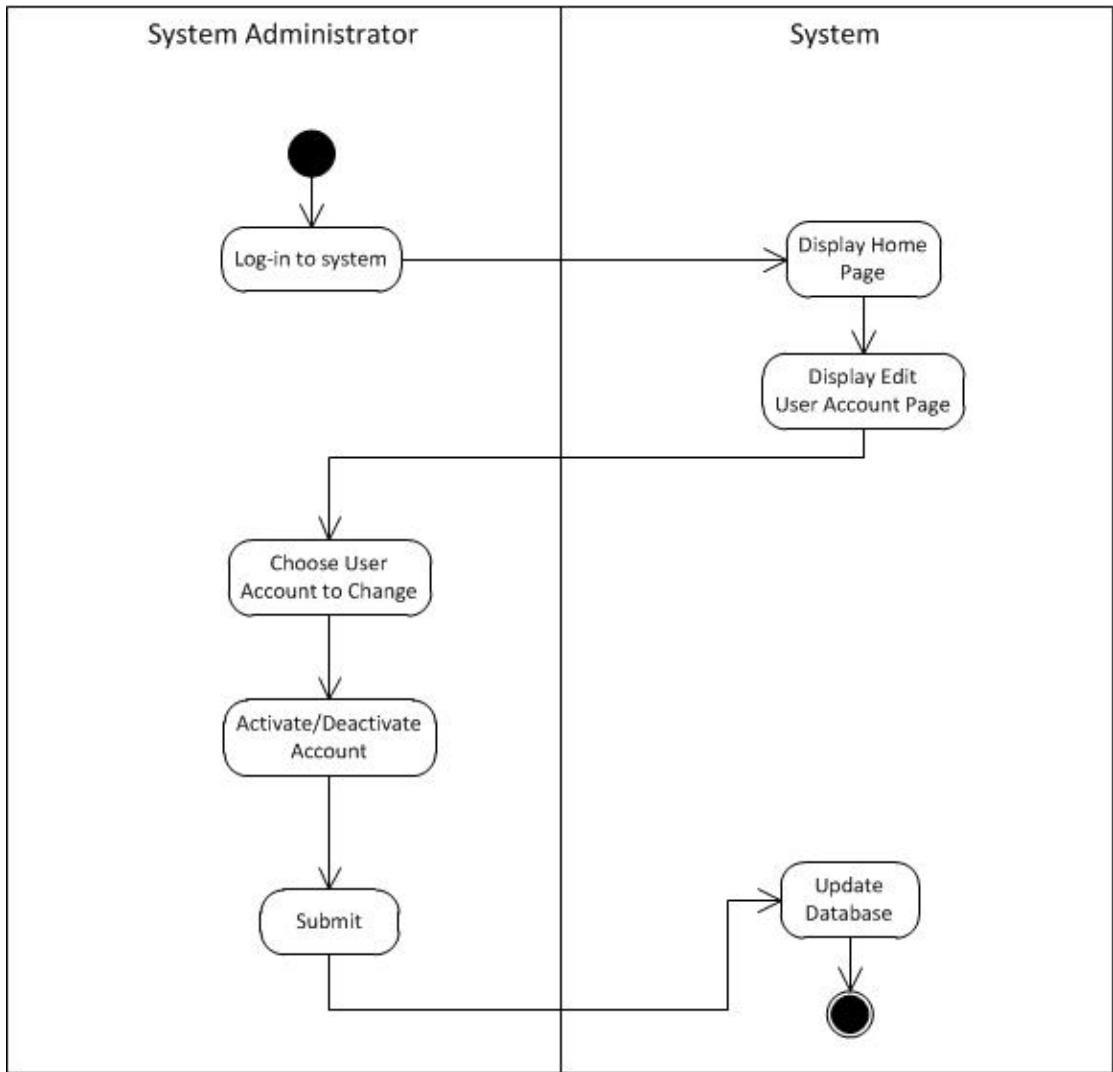 System Administrator
System
Log-in to system
Display Home
Page
Display Edit
User Account Page
Choose User
Account to Change
Activate/Deactivate
Account
Submit
Update
Database